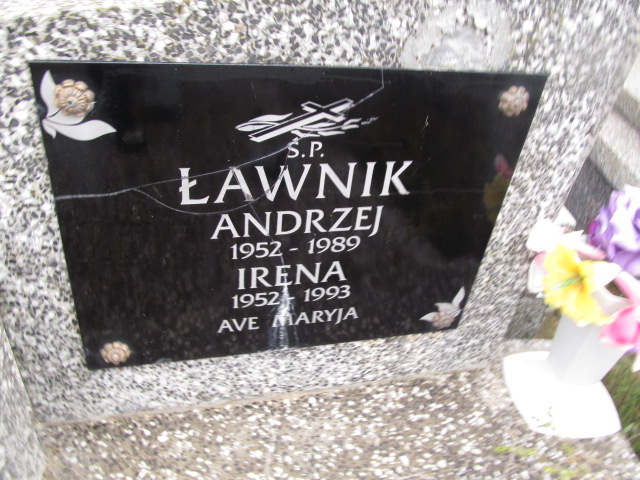 Ś.P.
ŁAWNIK
ANDRZEJ
1952 - 1989
IRENA
1952 - 1993
AVE MARYJA